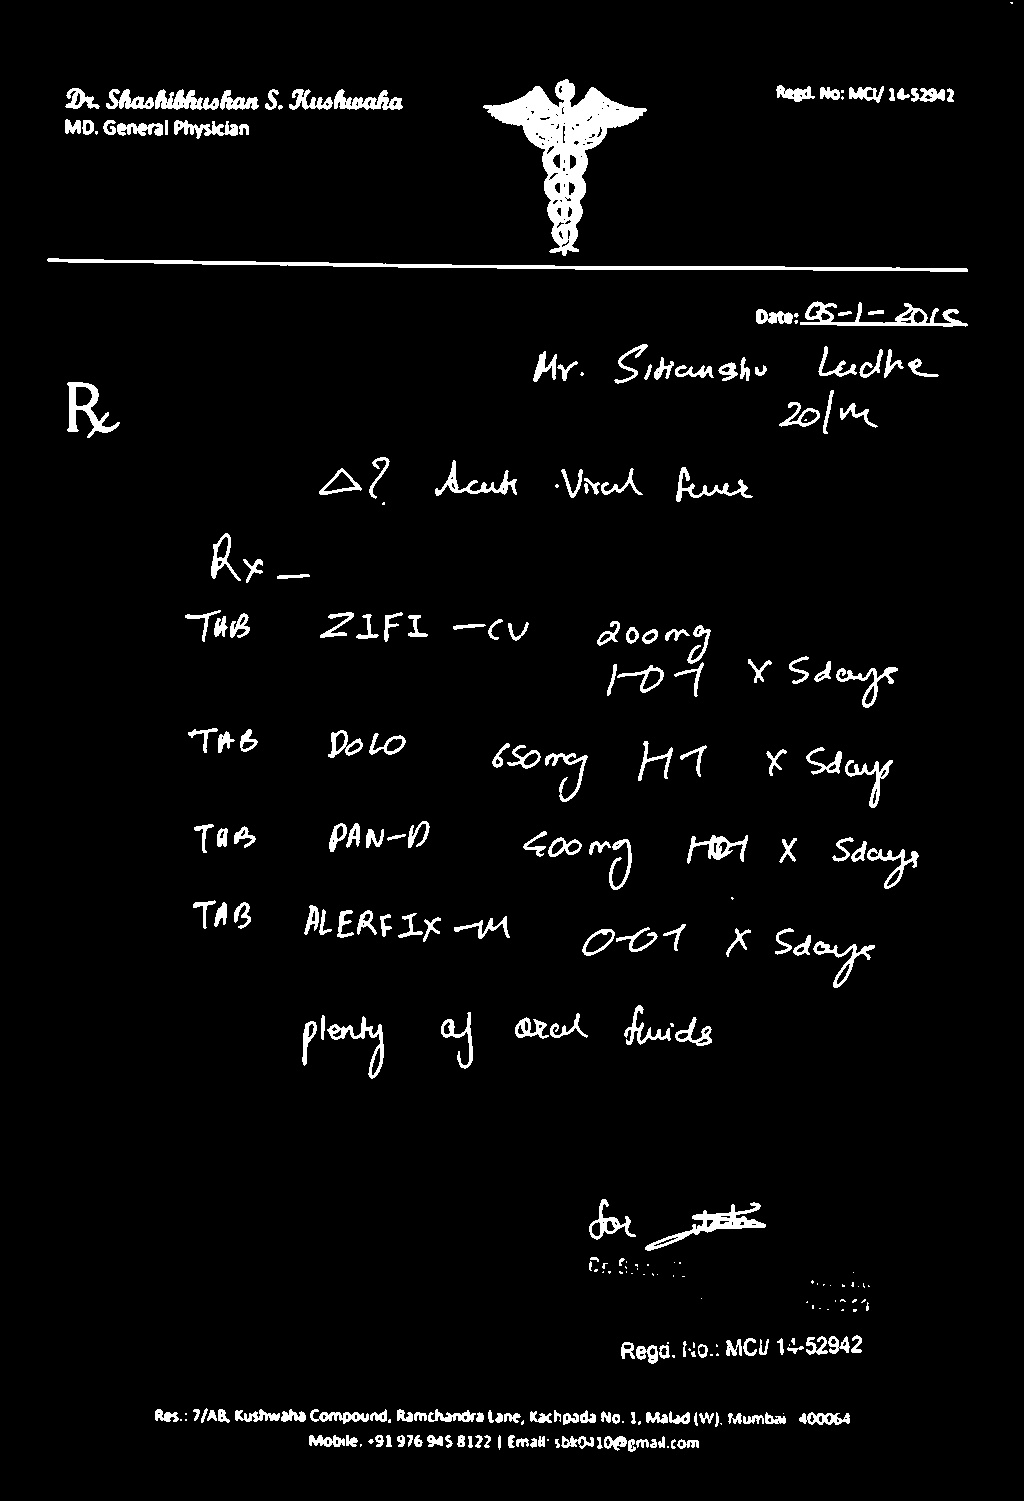 Dr. Shashibhushan S. Kushwaha
MD. General Physician
Regd. No: MCI/ 14-52942
Date: 05-1-2015
Mr. Sitanshu Ladhe
20/M
Rx
Δ? Acute Viral fever
Rx –
TAB ZIFI-CV 200mg
1-0-1 X 5days
TAB DOLO 650mg 1-1-1 X 5days
TAB PAN-D 400mg 1-0-1 X 5days
TAB ALERFIX-M 0-0-1 X 5days
plenty of oral fluids
for
Regd. No.: MCI/ 14-52942
Res.: 7/AB, Kushwaha Compound, Ramchandra Lane, Kachpada No. 1, Malad (W), Mumbai 400064
Mobile. +91 976 945 8122 | Email: sbk0410@gmail.com